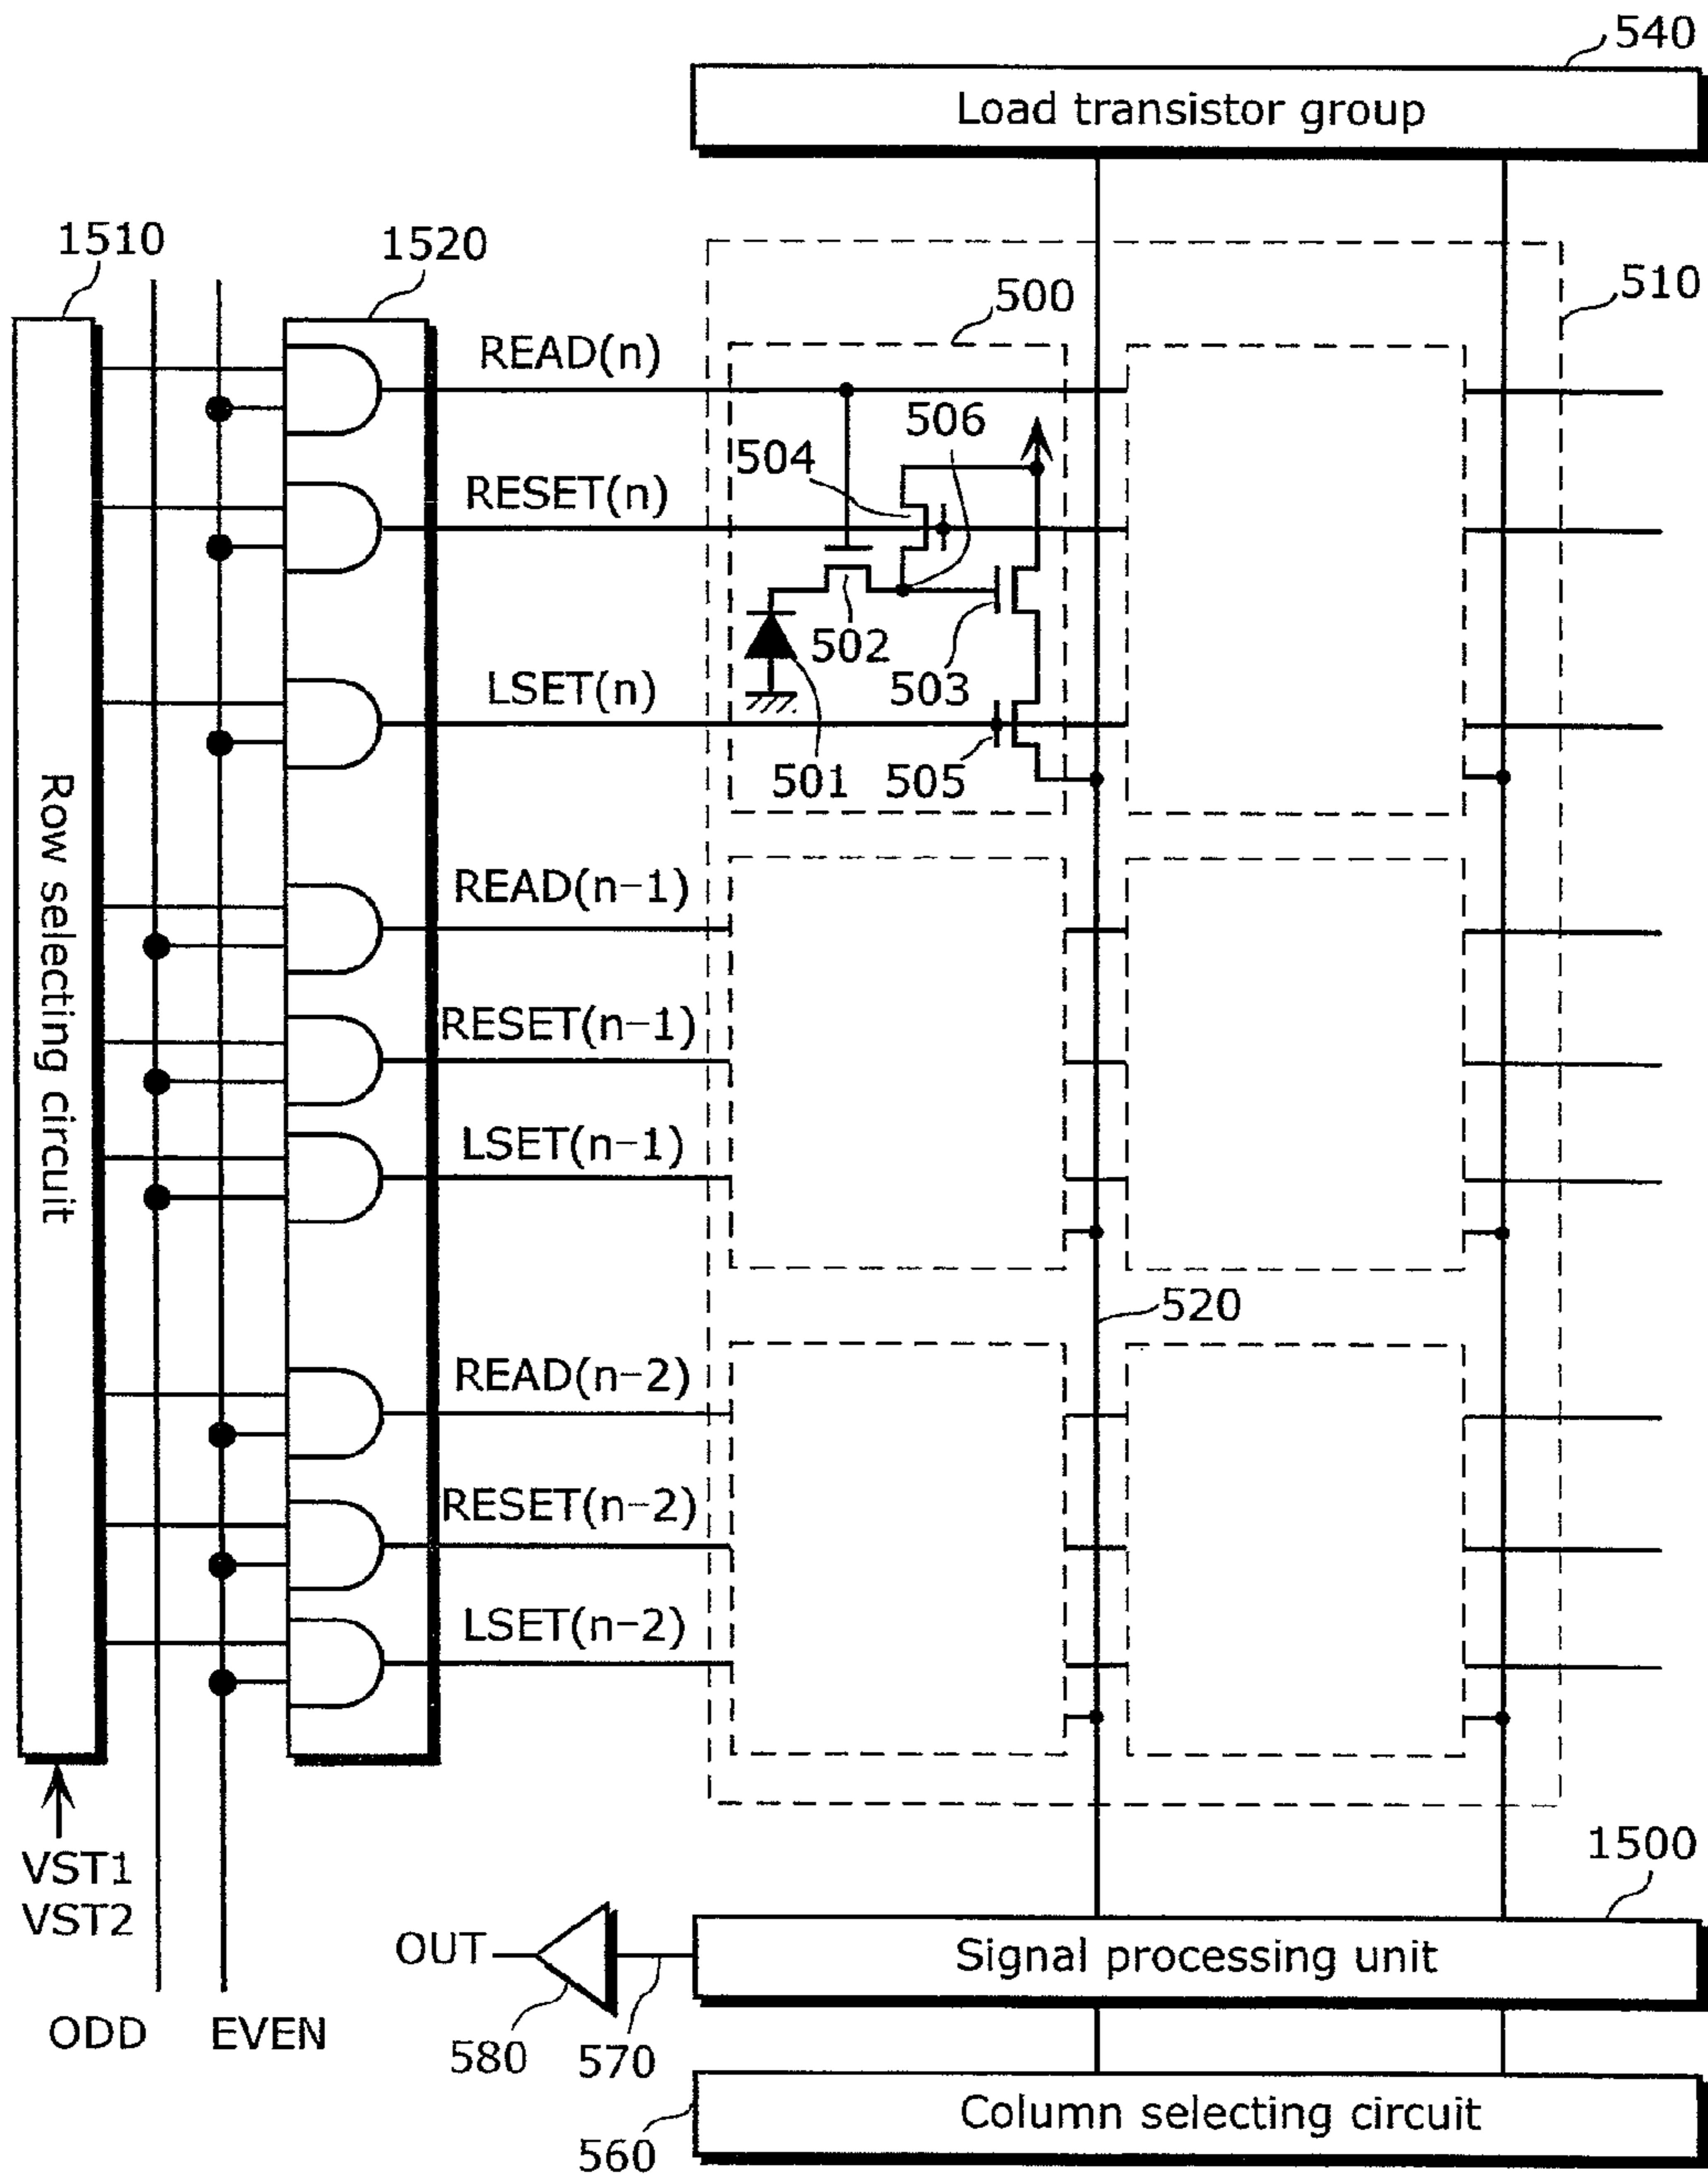 540
Load transistor group
1510
1520
500
510
READ(n)
506
504
RESET(n)
502
503
LSET(n)
501
505
Row selecting circuit
READ(n-1)
RESET(n-1)
LSET(n-1)
520
READ(n-2)
RESET(n-2)
LSET(n-2)
VST1
VST2
1500
OUT
Signal processing unit
ODD
EVEN
580
570
Column selecting circuit
560